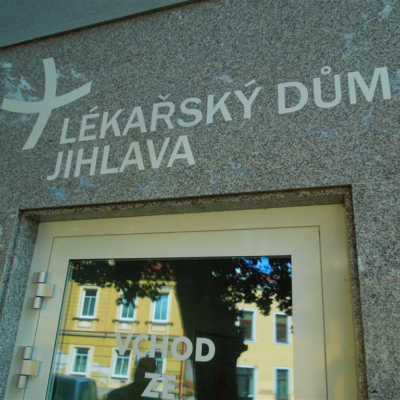 LÉKAŘSKÝ DŮM
JIHLAVA
VCHOD
ZE